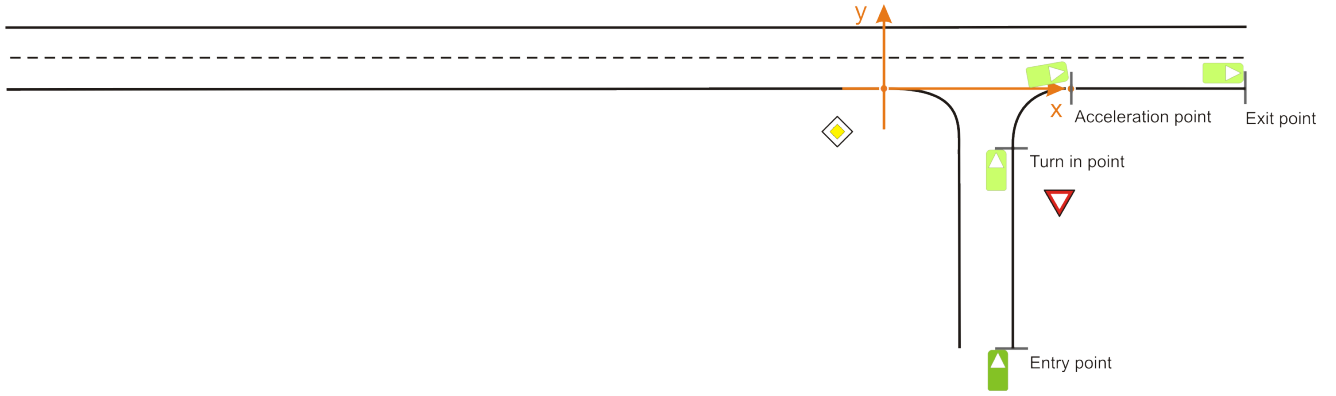 y
x
Acceleration point
Exit point
Turn in point
Entry point